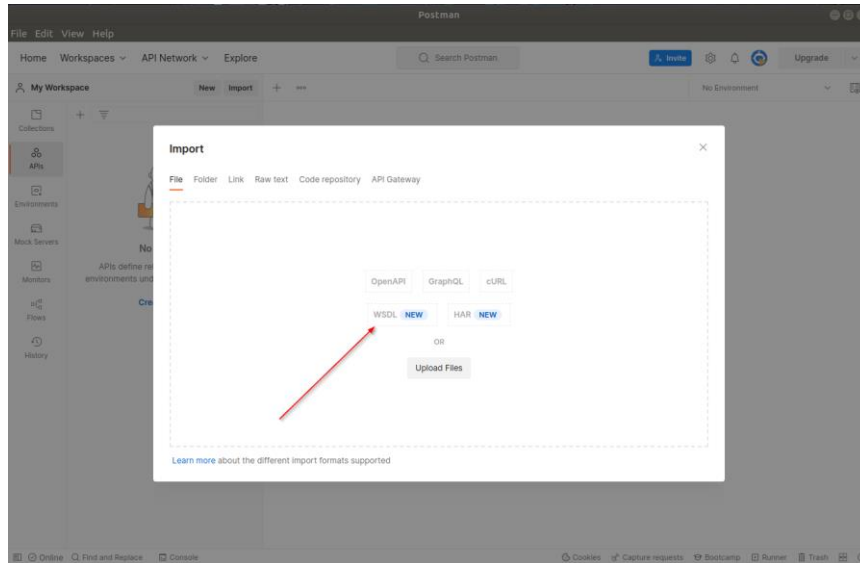 Postman
File Edit View Help
Home Workspaces API Network Explore Search Postman Invite Upgrade
My Workspace New Import No Environment
Collections
APIs
Environments
Mock Servers
Monitors
Flows
History
No
APIs define re
environments und
Cre
Import
File Folder Link Raw text Code repository API Gateway
OpenAPI GraphQL cURL
WSDL NEW HAR NEW
OR
Upload Files
Learn more about the different import formats supported
Online Find and Replace Console Cookies Capture requests Bootcamp Runner Trash